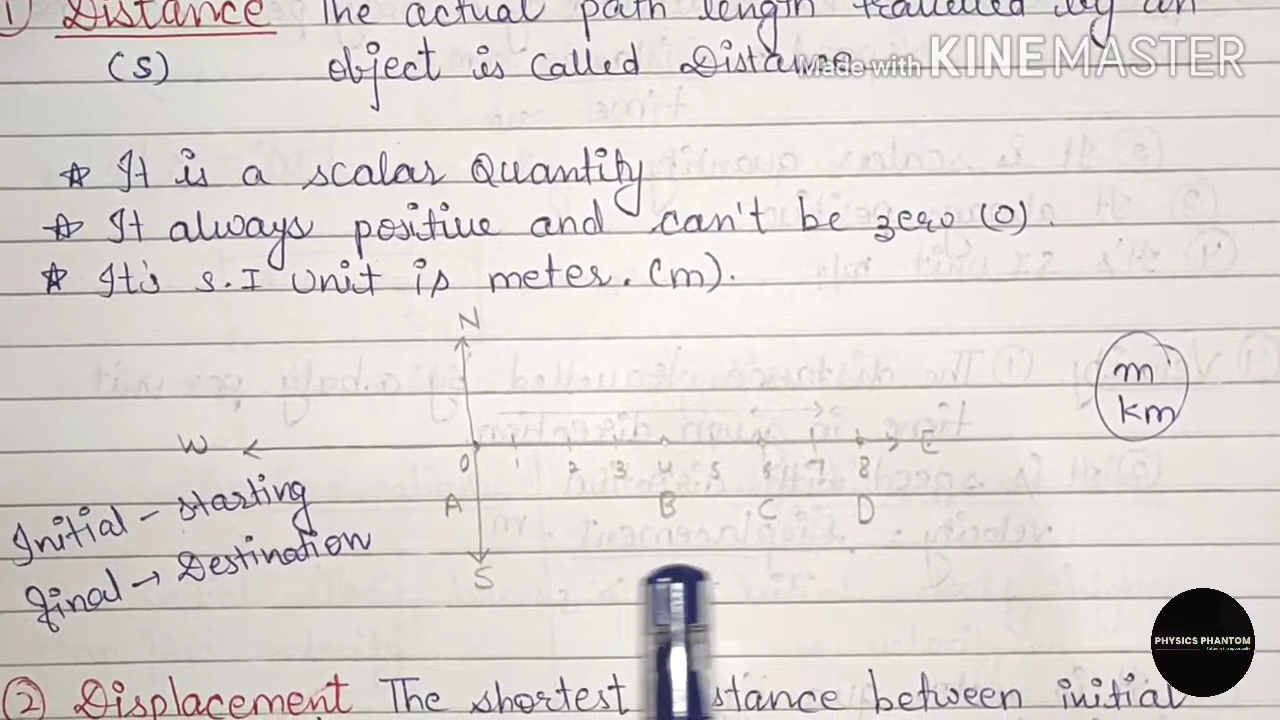 1) Distance The actual path length travelled by an
(s) object is called Distance
Made with KINEMASTER
☆ It is a scalar Quantity
☆ It always positive and can't be zero (0).
☆ It's S.I Unit is meter. (m).
N
m
km
W E
0 1 2 3 4 5 6 7 8
A B C D
Initial - starting
final → Destination
S
PHYSICS PHANTOM
② Displacement The shortest stance between initial